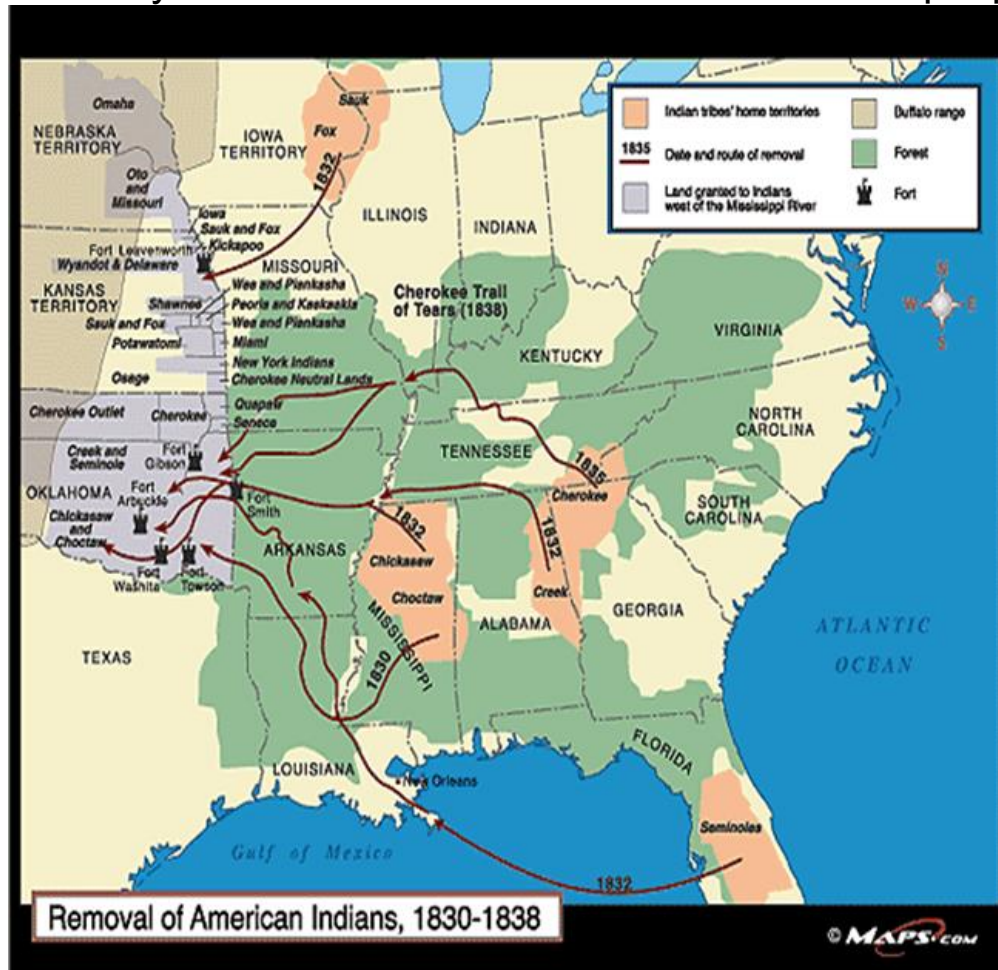 Indian tribes' home territories
Buffalo range
1835
Date and route of removal
Forest
Land granted to Indians
west of the Mississippi River
Fort
Omaha
NEBRASKA
TERRITORY
Oto
and
Missouri
IOWA
TERRITORY
Sauk
Fox
1832
ILLINOIS
INDIANA
Iowa
Sauk and Fox
Kickapoo
Fort Leavenworth
Wyandot & Delaware
MISSOURI
KANSAS
TERRITORY
Wea and Piankasha
Shawnee
Peoria and Kaskaskia
Sauk and Fox
Wea and Piankasha
Potawatomi
Miami
New York Indians
Osage
Cherokee Neutral Lands
Cherokee Trail
of Tears (1838)
KENTUCKY
VIRGINIA
N
W
E
S
Cherokee Outlet
Cherokee
Quapaw
Seneca
Creek and
Seminole
Fort
Gibson
OKLAHOMA
Fort
Arbuckle
Fort
Smith
Chickasaw
and
Choctaw
Fort
Washita
Fort
Towson
ARKANSAS
TENNESSEE
NORTH
CAROLINA
1835
Cherokee
SOUTH
CAROLINA
1832
Chickasaw
Choctaw
1832
Creek
MISSISSIPPI
ALABAMA
GEORGIA
1830
TEXAS
LOUISIANA
New Orleans
FLORIDA
Seminoles
1832
ATLANTIC
OCEAN
Gulf of Mexico
Removal of American Indians, 1830-1838
© MAPS.COM